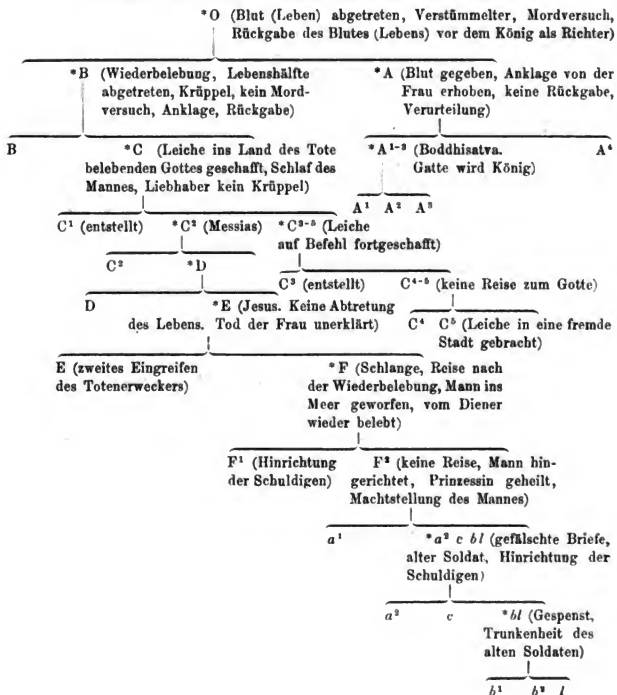 *O (Blut (Leben) abgetreten, Verstümmelter, Mordversuch,
Rückgabe des Blutes (Lebens) vor dem König als Richter)
*B (Wiederbelebung, Lebenshälfte
abgetreten, Krüppel, kein Mord-
versuch, Anklage, Rückgabe)
*A (Blut gegeben, Anklage von der
Frau erhoben, keine Rückgabe,
Verurteilung)
B
*C (Leiche ins Land des Tote
belebenden Gottes geschafft, Schlaf des
Mannes, Liebhaber kein Krüppel)
*A¹⁻³ (Boddhisatva.
Gatte wird König)
A⁴
A¹ A² A³
C¹ (entstellt) *C² (Messias) *C³⁻⁵ (Leiche
auf Befehl fortgeschafft)
C² *D
C³ (entstellt) C⁴⁻⁵ (keine Reise zum Gotte)
D *E (Jesus. Keine Abtretung
des Lebens. Tod der Frau unerklärt)
C⁴ C⁵ (Leiche in eine fremde
Stadt gebracht)
E (zweites Eingreifen
des Totenerweckers)
*F (Schlange, Reise nach
der Wiederbelebung, Mann ins
Meer geworfen, vom Diener
wieder belebt)
F¹ (Hinrichtung
der Schuldigen)
F² (keine Reise, Mann hin-
gerichtet, Prinzessin geheilt,
Machtstellung des Mannes)
a¹ *a² c bl (gefälschte Briefe,
alter Soldat, Hinrichtung der
Schuldigen)
a² c *bl (Gespenst,
Trunkenheit des
alten Soldaten)
b¹ b² l